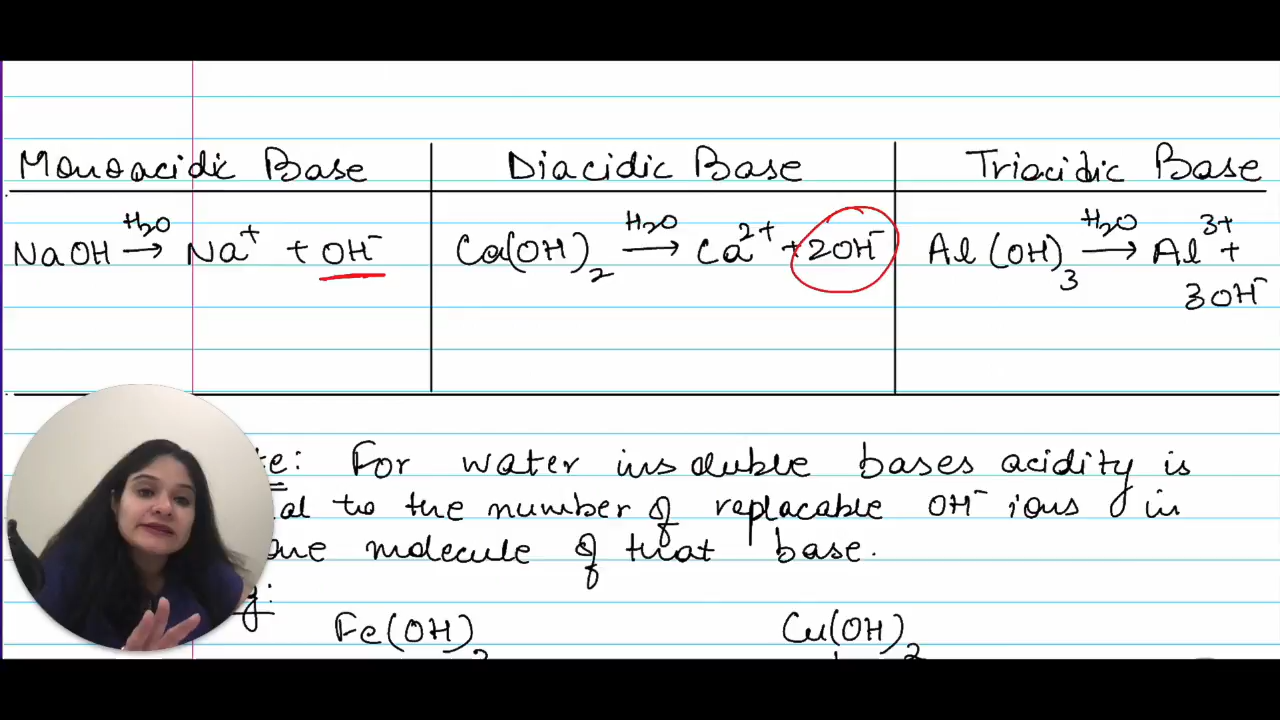 Monoacidic Base Diacidic Base Triacidic Base
NaOH →(H₂O) Na⁺ + OH⁻ Ca(OH)₂ →(H₂O) Ca²⁺ + 2OH⁻ Al(OH)₃ →(H₂O) Al³⁺ +
3OH⁻
te: For water insoluble bases acidity is
al to the number of replacable OH⁻ ions in
one molecule of that base.
g:
Fe(OH) Cu(OH)₂